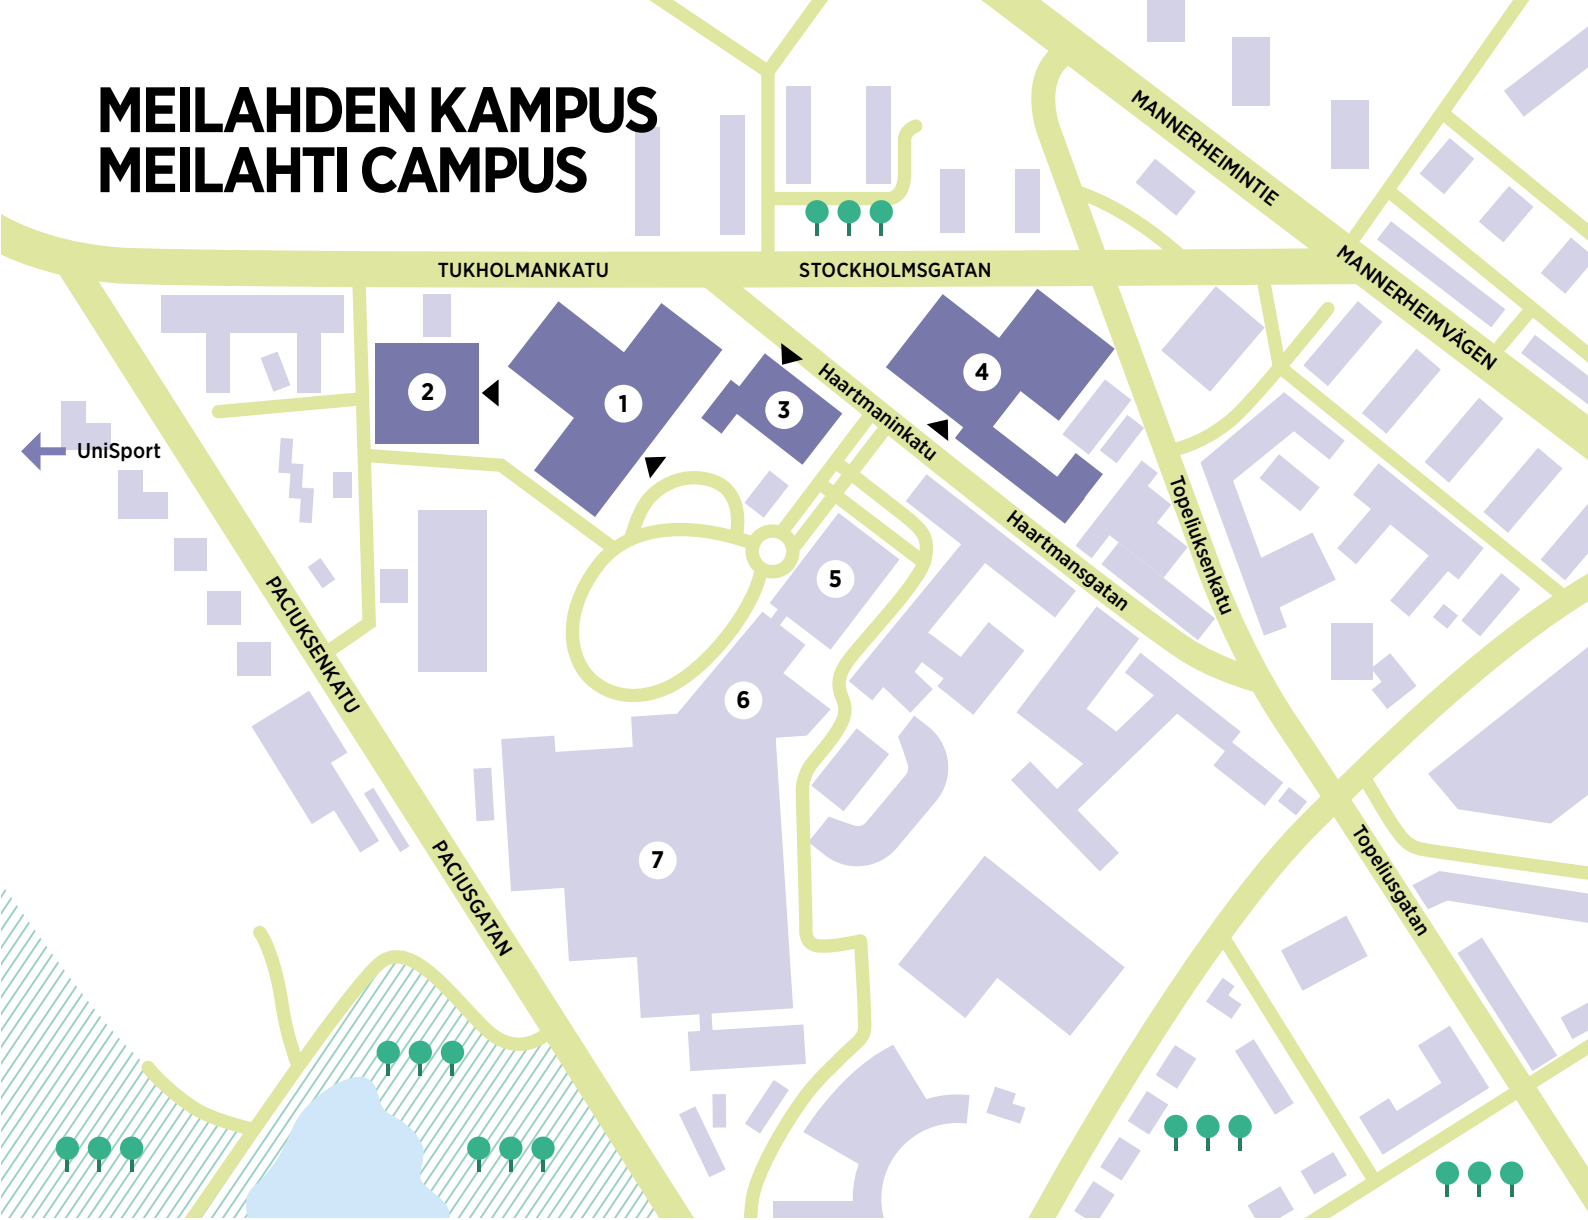 MEILAHDEN KAMPUS
MEILAHTI CAMPUS
MANNERHEIMINTIE
MANNERHEIMVÄGEN
TUKHOLMANKATU
STOCKHOLMSGATAN
Haartmaninkatu
Haartmansgatan
Topeliuksenkatu
Topeliusgatan
UniSport
PACIUKSENKATU
PACIUSGATAN
1
2
3
4
5
6
7